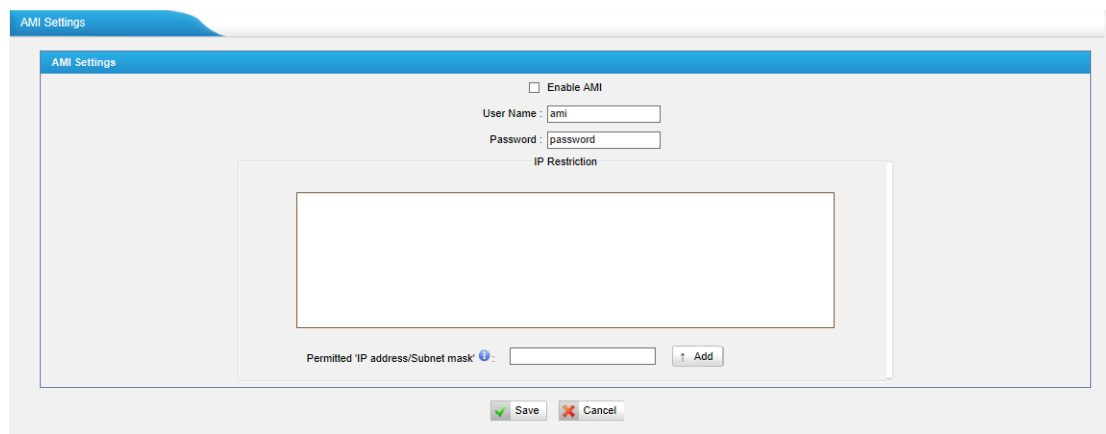 AMI Settings
AMI Settings
Enable AMI
User Name : ami
Password : password
IP Restriction
Permitted 'IP address/Subnet mask' : ↑ Add
Save Cancel